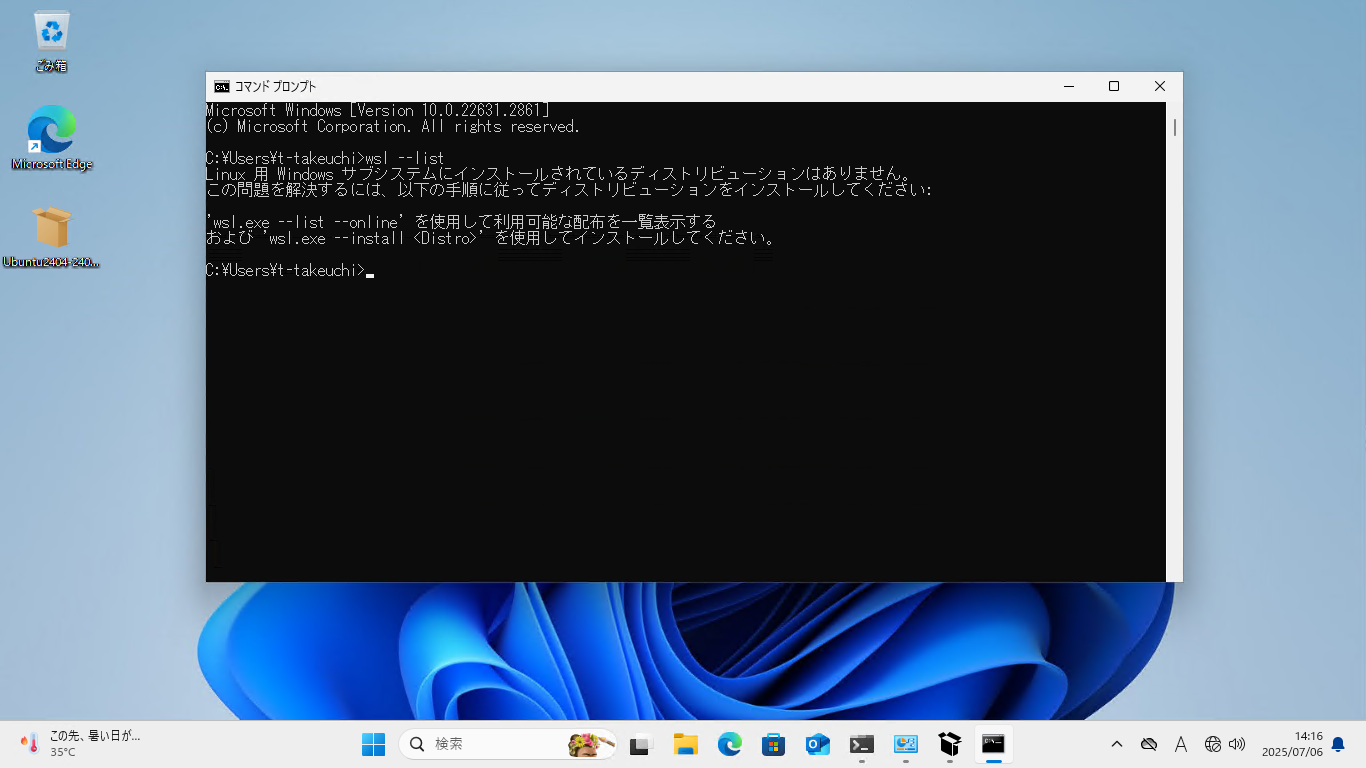 ごみ箱
Microsoft Edge
Ubuntu2404-240...
コマンド プロンプト
Microsoft Windows [Version 10.0.22631.2861]
(c) Microsoft Corporation. All rights reserved.
C:¥Users¥t-takeuchi>wsl --list
Linux 用 Windows サブシステムにインストールされているディストリビューションはありません。
この問題を解決するには、以下の手順に従ってディストリビューションをインストールしてください:
'wsl.exe --list --online' を使用して利用可能な配布を一覧表示する
および 'wsl.exe --install <Distro>' を使用してインストールしてください。
C:¥Users¥t-takeuchi>
この先、暑い日が...
35°C
検索
A
14:16
2025/07/06